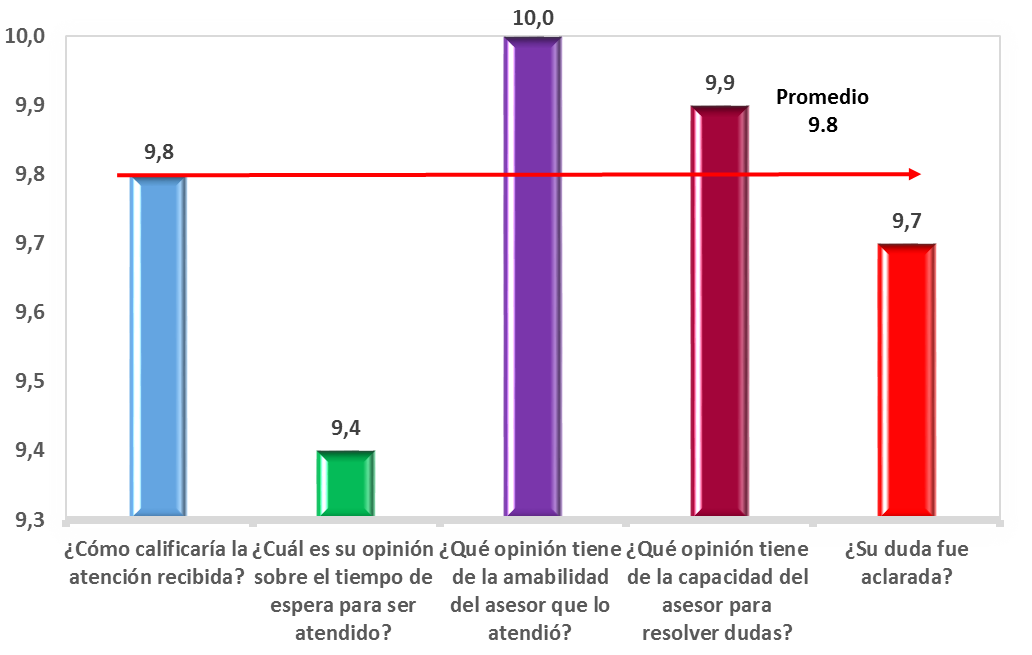 10,0
10,0
9,9
9,9
Promedio
9.8
9,8
9,8
9,7
9,7
9,6
9,5
9,4
9,4
9,3
¿Cómo calificaría la
atención recibida?
¿Cuál es su opinión
sobre el tiempo de
espera para ser
atendido?
¿Qué opinión tiene
de la amabilidad
del asesor que lo
atendió?
¿Qué opinión tiene
de la capacidad del
asesor para
resolver dudas?
¿Su duda fue
aclarada?